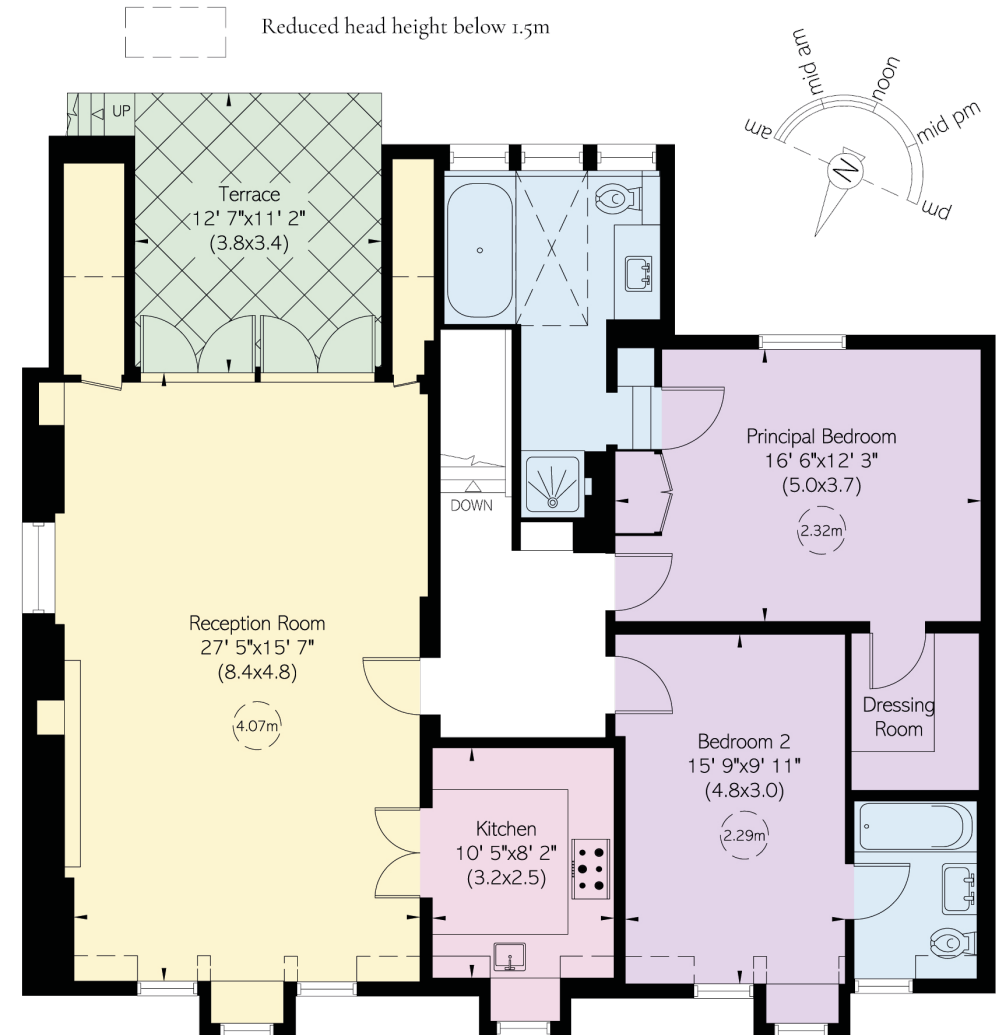 Reduced head height below 1.5m
am
mid am
noon
mid pm
pm
N
UP
Terrace
12' 7"x11' 2"
(3.8x3.4)
Principal Bedroom
16' 6"x12' 3"
(5.0x3.7)
2.32m
DOWN
Reception Room
27' 5"x15' 7"
(8.4x4.8)
4.07m
Dressing
Room
Bedroom 2
15' 9"x9' 11"
(4.8x3.0)
2.29m
Kitchen
10' 5"x8' 2"
(3.2x2.5)